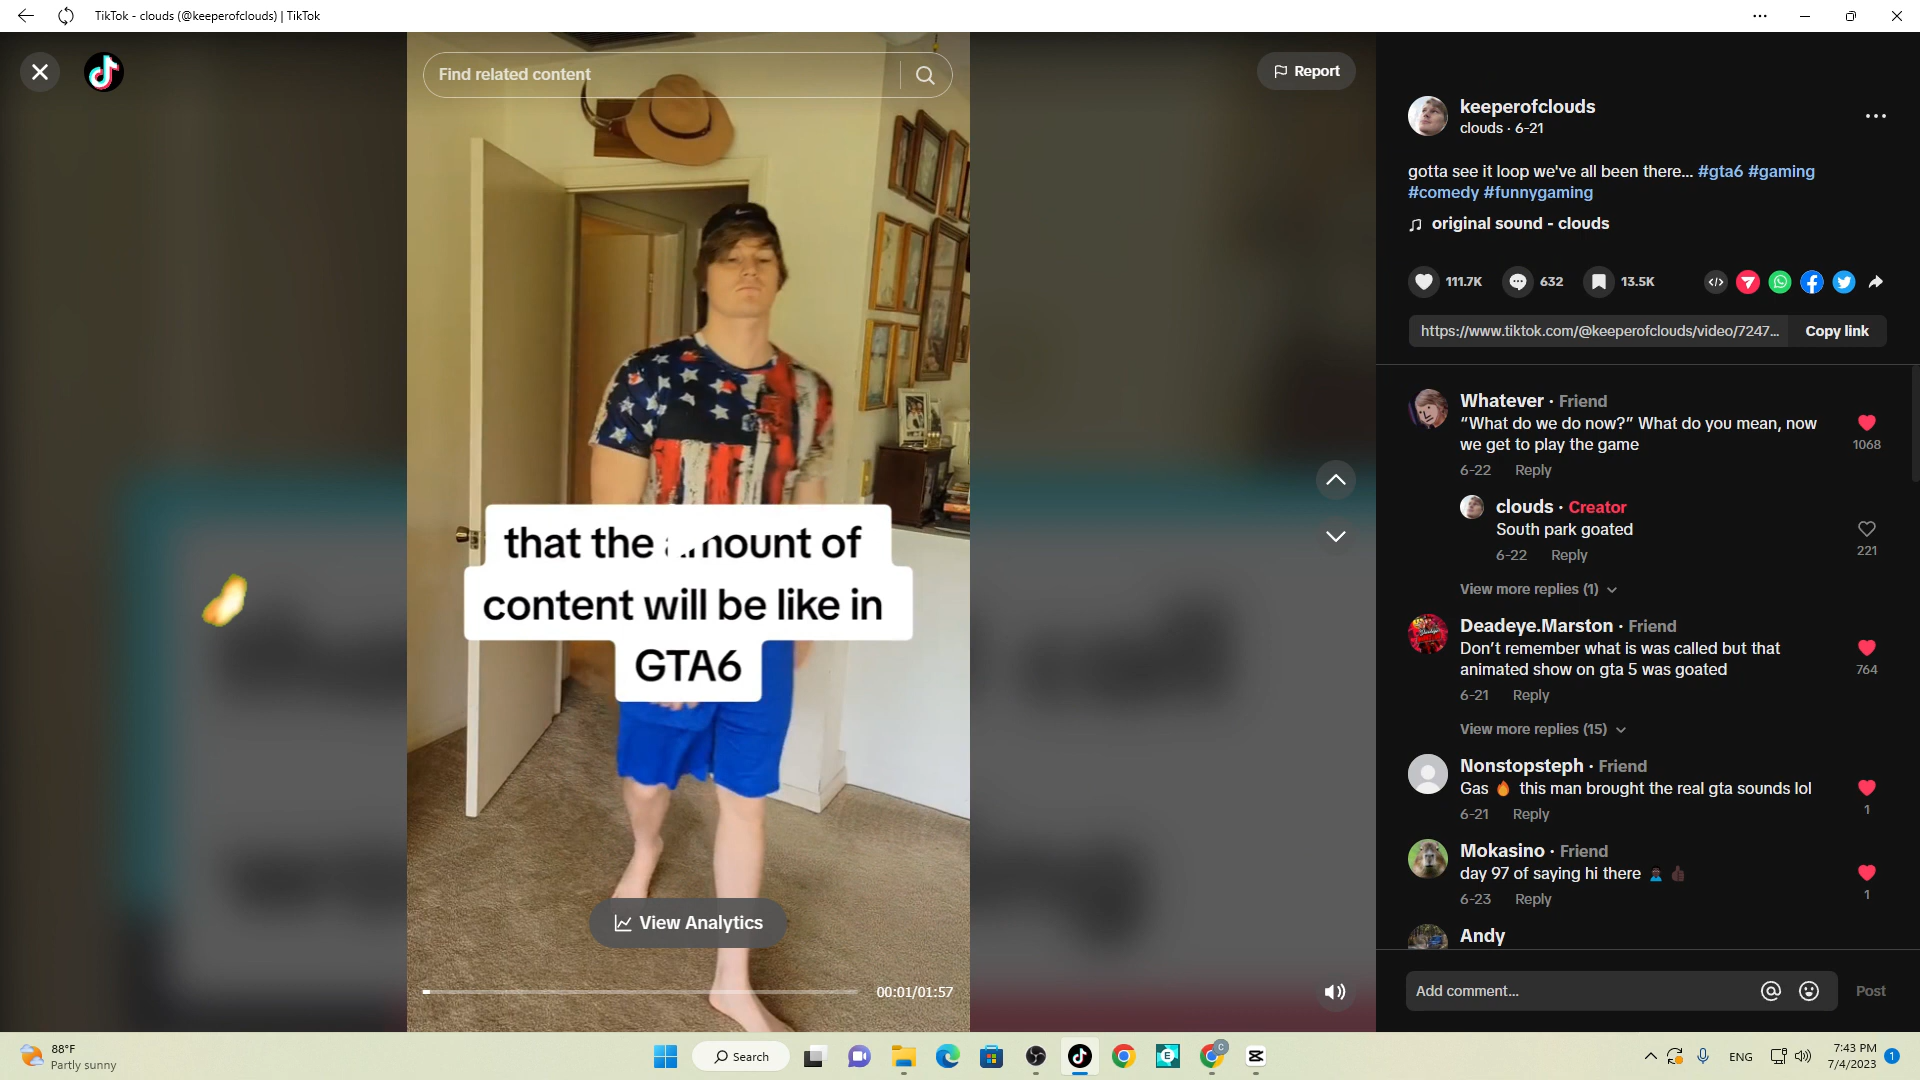 TikTok - clouds (@keeperofclouds) | TikTok
Find related content
Report
that the amount of
content will be like in
GTA6
View Analytics
00:01/01:57
keeperofclouds
clouds · 6-21
gotta see it loop we've all been there... #gta6 #gaming
#comedy #funnygaming
original sound - clouds
111.7K 632 13.5K
https://www.tiktok.com/@keeperofclouds/video/7247... Copy link
Whatever · Friend
“What do we do now?” What do you mean, now
we get to play the game
1068
6-22 Reply
clouds · Creator
South park goated
221
6-22 Reply
View more replies (1)
Deadeye.Marston · Friend
Don't remember what is was called but that
animated show on gta 5 was goated
764
6-21 Reply
View more replies (15)
Nonstopsteph · Friend
Gas 🔥 this man brought the real gta sounds lol
1
6-21 Reply
Mokasino · Friend
day 97 of saying hi there
1
6-23 Reply
Andy
Add comment... Post
88°F
Partly sunny
Search
ENG
7:43 PM
7/4/2023
1